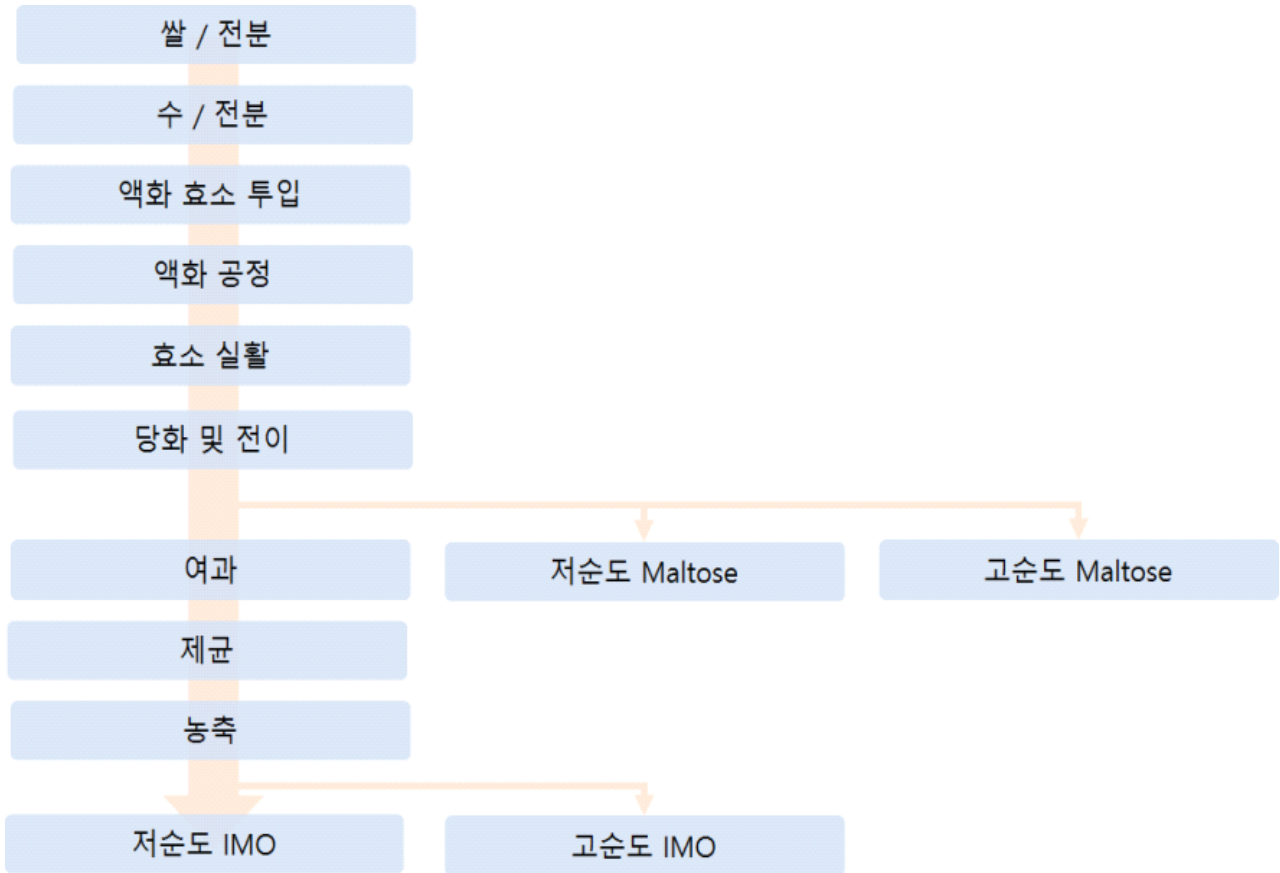 쌀 / 전분
수 / 전분
액화 효소 투입
액화 공정
효소 실활
당화 및 전이
여과
저순도 Maltose
고순도 Maltose
제균
농축
저순도 IMO
고순도 IMO